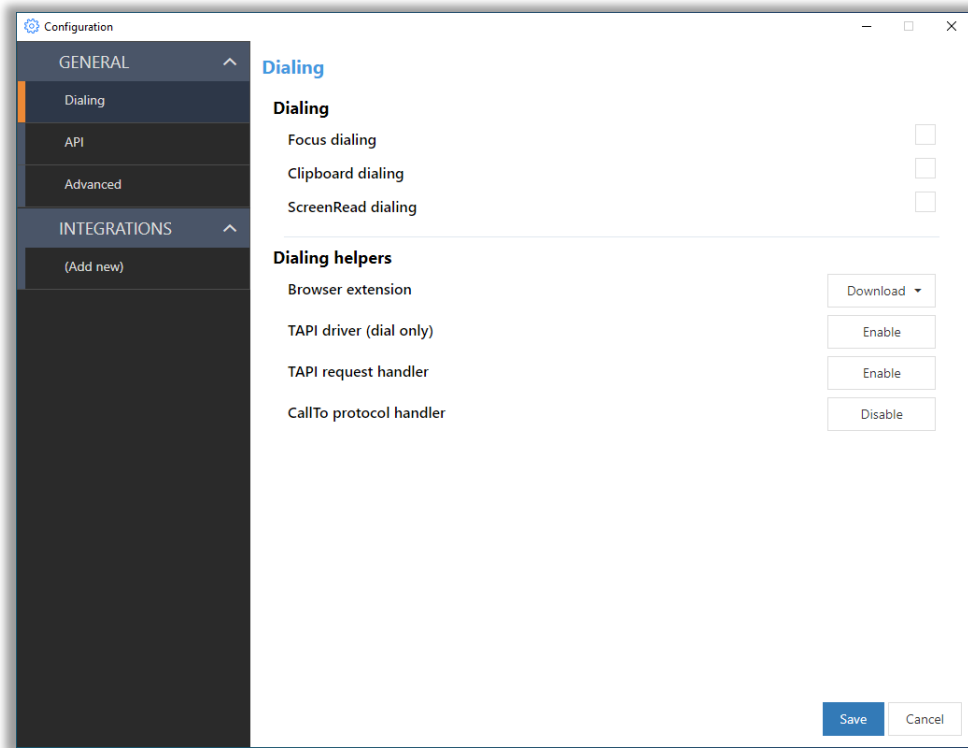 Configuration
GENERAL
Dialing
API
Advanced
INTEGRATIONS
(Add new)
Dialing
Dialing
Focus dialing
Clipboard dialing
ScreenRead dialing
Dialing helpers
Browser extension Download
TAPI driver (dial only) Enable
TAPI request handler Enable
CallTo protocol handler Disable
Save Cancel